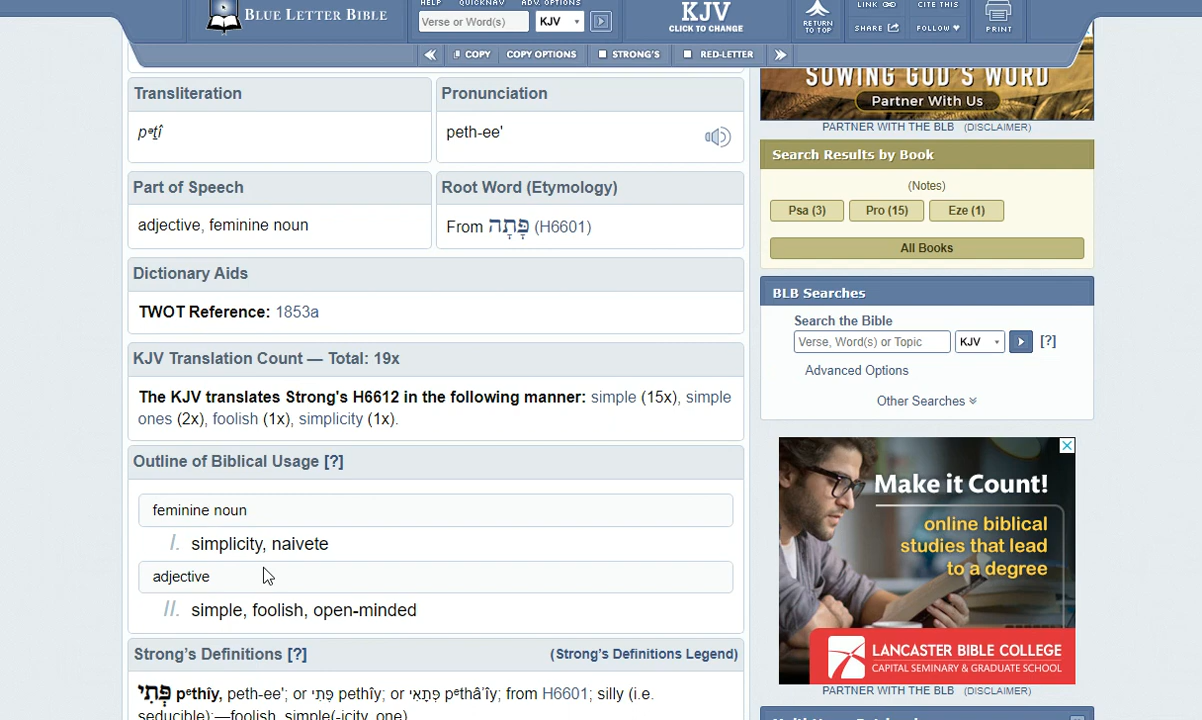 BLUE LETTER BIBLE
HELP QUICKNAV ADV. OPTIONS
Verse or Word(s) KJV
KJV
CLICK TO CHANGE
RETURN
TO TOP
LINK CITE THIS
SHARE FOLLOW
PRINT
COPY COPY OPTIONS STRONG'S RED-LETTER
Transliteration
pᵊṯî
Pronunciation
peth-ee'
Part of Speech
adjective, feminine noun
Root Word (Etymology)
From פָּתָה (H6601)
Dictionary Aids
TWOT Reference: 1853a
KJV Translation Count — Total: 19x
The KJV translates Strong's H6612 in the following manner: simple (15x), simple
ones (2x), foolish (1x), simplicity (1x).
Outline of Biblical Usage [?]
feminine noun
I. simplicity, naivete
adjective
II. simple, foolish, open-minded
Strong's Definitions [?] (Strong's Definitions Legend)
פְּתִי pᵉthîy, peth-ee'; or פֶּתִי pethîy; or פְּתָאִי pᵉthâʼîy; from H6601; silly (i.e.
seducible):—foolish, simple(-icity, one).
SOWING GOD'S WORD
Partner With Us
PARTNER WITH THE BLB (DISCLAIMER)
Search Results by Book
(Notes)
Psa (3) Pro (15) Eze (1)
All Books
BLB Searches
Search the Bible
Verse, Word(s) or Topic KJV [?]
Advanced Options
Other Searches
Make it Count!
online biblical
studies that lead
to a degree
LANCASTER BIBLE COLLEGE
CAPITAL SEMINARY & GRADUATE SCHOOL
PARTNER WITH THE BLB (DISCLAIMER)